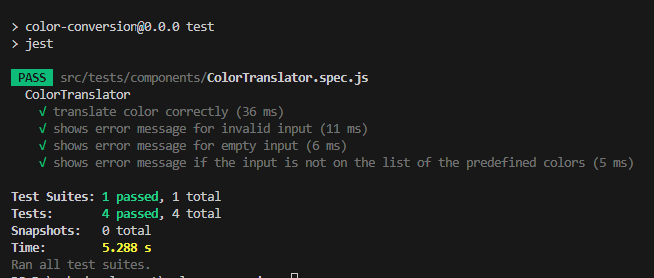 > color-conversion@0.0.0 test
> jest
PASS src/tests/components/ColorTranslator.spec.js
ColorTranslator
√ translate color correctly (36 ms)
√ shows error message for invalid input (11 ms)
√ shows error message for empty input (6 ms)
√ shows error message if the input is not on the list of the predefined colors (5 ms)
Test Suites: 1 passed, 1 total
Tests: 4 passed, 4 total
Snapshots: 0 total
Time: 5.288 s
Ran all test suites.